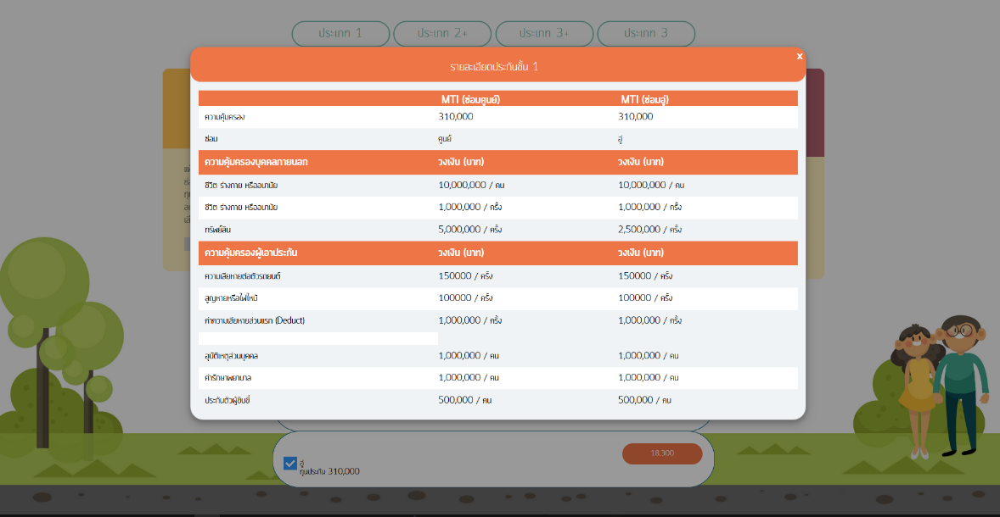 ประเภท 1 ประเภท 2+ ประเภท 3+ ประเภท 3
x
รายละเอียดประกันชั้น 1
MTI (ซ่อมศูนย์) MTI (ซ่อมอู่)
ความคุ้มครอง 310,000 310,000
ซ่อม ศูนย์ อู่
ความคุ้มครองบุคคลภายนอก วงเงิน (บาท) วงเงิน (บาท)
ชีวิต ร่างกาย หรืออนามัย 10,000,000 / คน 10,000,000 / คน
ชีวิต ร่างกาย หรืออนามัย 1,000,000 / ครั้ง 1,000,000 / ครั้ง
ทรัพย์สิน 5,000,000 / ครั้ง 2,500,000 / ครั้ง
ความคุ้มครองผู้เอาประกัน วงเงิน (บาท) วงเงิน (บาท)
ความเสียหายต่อตัวรถยนต์ 150000 / ครั้ง 150000 / ครั้ง
สูญหายหรือไฟไหม้ 100000 / ครั้ง 100000 / ครั้ง
ค่าความเสียหายส่วนแรก (Deduct) 1,000,000 / ครั้ง 1,000,000 / ครั้ง
อุบัติเหตุส่วนบุคคล 1,000,000 / คน 1,000,000 / คน
ค่ารักษาพยาบาล 1,000,000 / คน 1,000,000 / คน
ประกันตัวผู้ขับขี่ 500,000 / คน 500,000 / คน
อู่ 18,300
ทุนประกัน 310,000